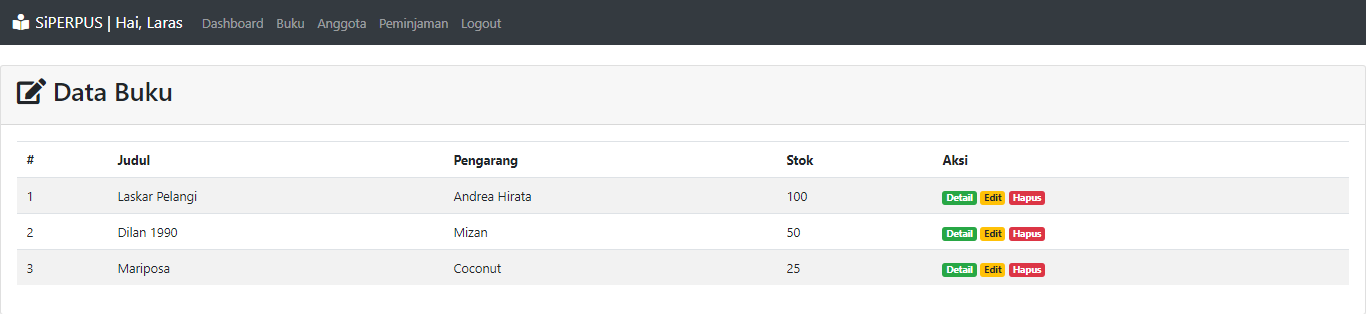 SiPERPUS | Hai, Laras Dashboard Buku Anggota Peminjaman Logout
Data Buku
# Judul Pengarang Stok Aksi
1 Laskar Pelangi Andrea Hirata 100 Detail Edit Hapus
2 Dilan 1990 Mizan 50 Detail Edit Hapus
3 Mariposa Coconut 25 Detail Edit Hapus